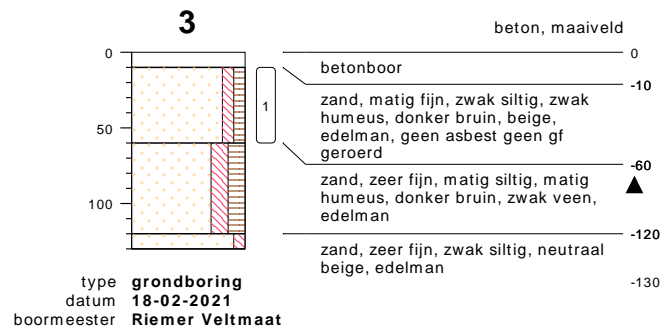 3
beton, maaiveld
0
0
betonboor
-10
1
zand, matig fijn, zwak siltig, zwak
humeus, donker bruin, beige,
edelman, geen asbest geen gf
geroerd
50
-60
zand, zeer fijn, matig siltig, matig
humeus, donker bruin, zwak veen,
edelman
100
-120
zand, zeer fijn, zwak siltig, neutraal
beige, edelman
-130
type grondboring
datum 18-02-2021
boormeester Riemer Veltmaat